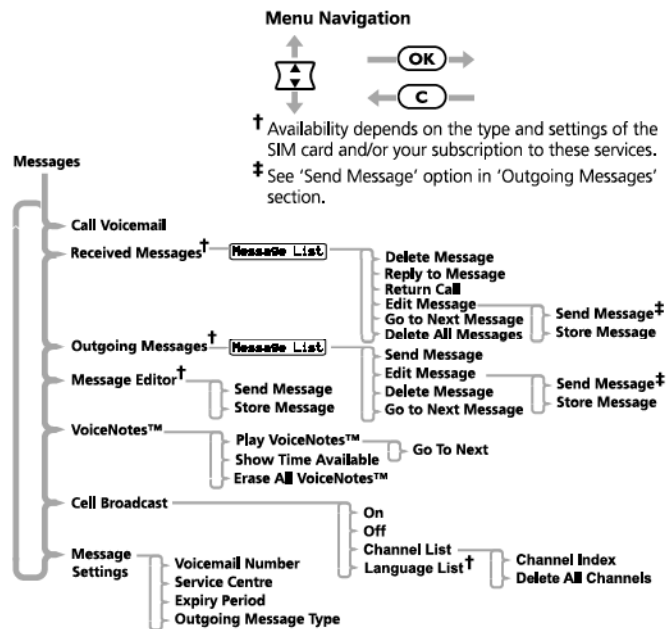 Menu Navigation
OK
C
† Availability depends on the type and settings of the
SIM card and/or your subscription to these services.
‡ See 'Send Message' option in 'Outgoing Messages'
section.
Messages
Call Voicemail
Received Messages†
Message List
Delete Message
Reply to Message
Return Call
Edit Message
Go to Next Message
Delete All Messages
Send Message‡
Store Message
Outgoing Messages†
Message List
Send Message
Edit Message
Delete Message
Go to Next Message
Send Message‡
Store Message
Message Editor†
Send Message
Store Message
VoiceNotes™
Play VoiceNotes™
Show Time Available
Erase All VoiceNotes™
Go To Next
Cell Broadcast
On
Off
Channel List
Language List†
Channel Index
Delete All Channels
Message
Settings
Voicemail Number
Service Centre
Expiry Period
Outgoing Message Type